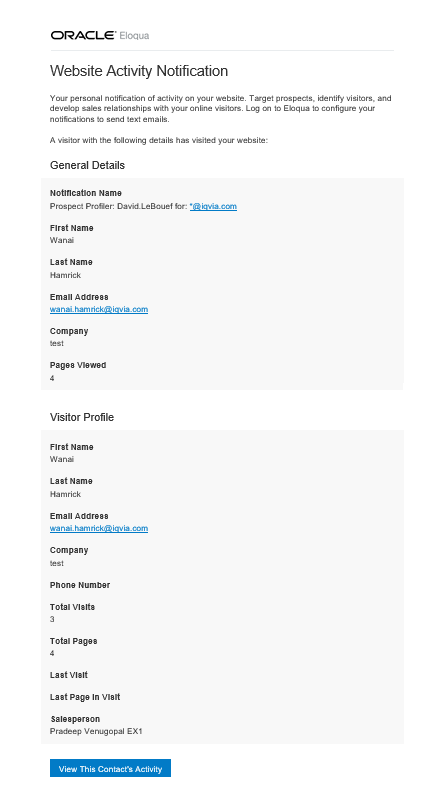 ORACLE Eloqua
Website Activity Notification
Your personal notification of activity on your website. Target prospects, identify visitors, and
develop sales relationships with your online visitors. Log on to Eloqua to configure your
notifications to send text emails.
A visitor with the following details has visited your website:
General Details
Notification Name
Prospect Profiler: David.LeBouef for: *@iqvia.com
First Name
Wanai
Last Name
Hamrick
Email Address
wanai.hamrick@iqvia.com
Company
test
Pages Viewed
4
Visitor Profile
First Name
Wanai
Last Name
Hamrick
Email Address
wanai.hamrick@iqvia.com
Company
test
Phone Number
Total Visits
3
Total Pages
4
Last Visit
Last Page in Visit
Salesperson
Pradeep Venugopal EX1
View This Contact's Activity